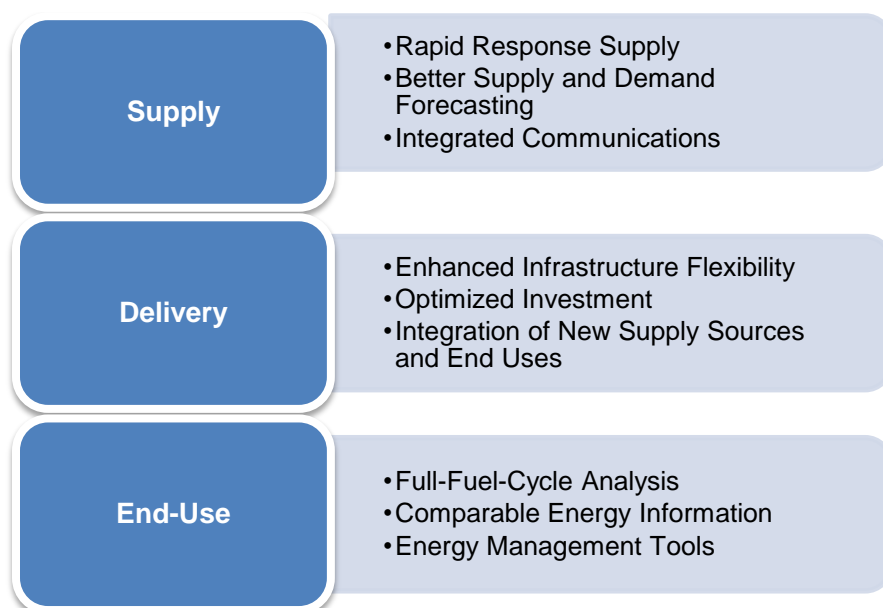 Supply
•Rapid Response Supply
•Better Supply and Demand
Forecasting
•Integrated Communications
Delivery
•Enhanced Infrastructure Flexibility
•Optimized Investment
•Integration of New Supply Sources
and End Uses
End-Use
•Full-Fuel-Cycle Analysis
•Comparable Energy Information
•Energy Management Tools